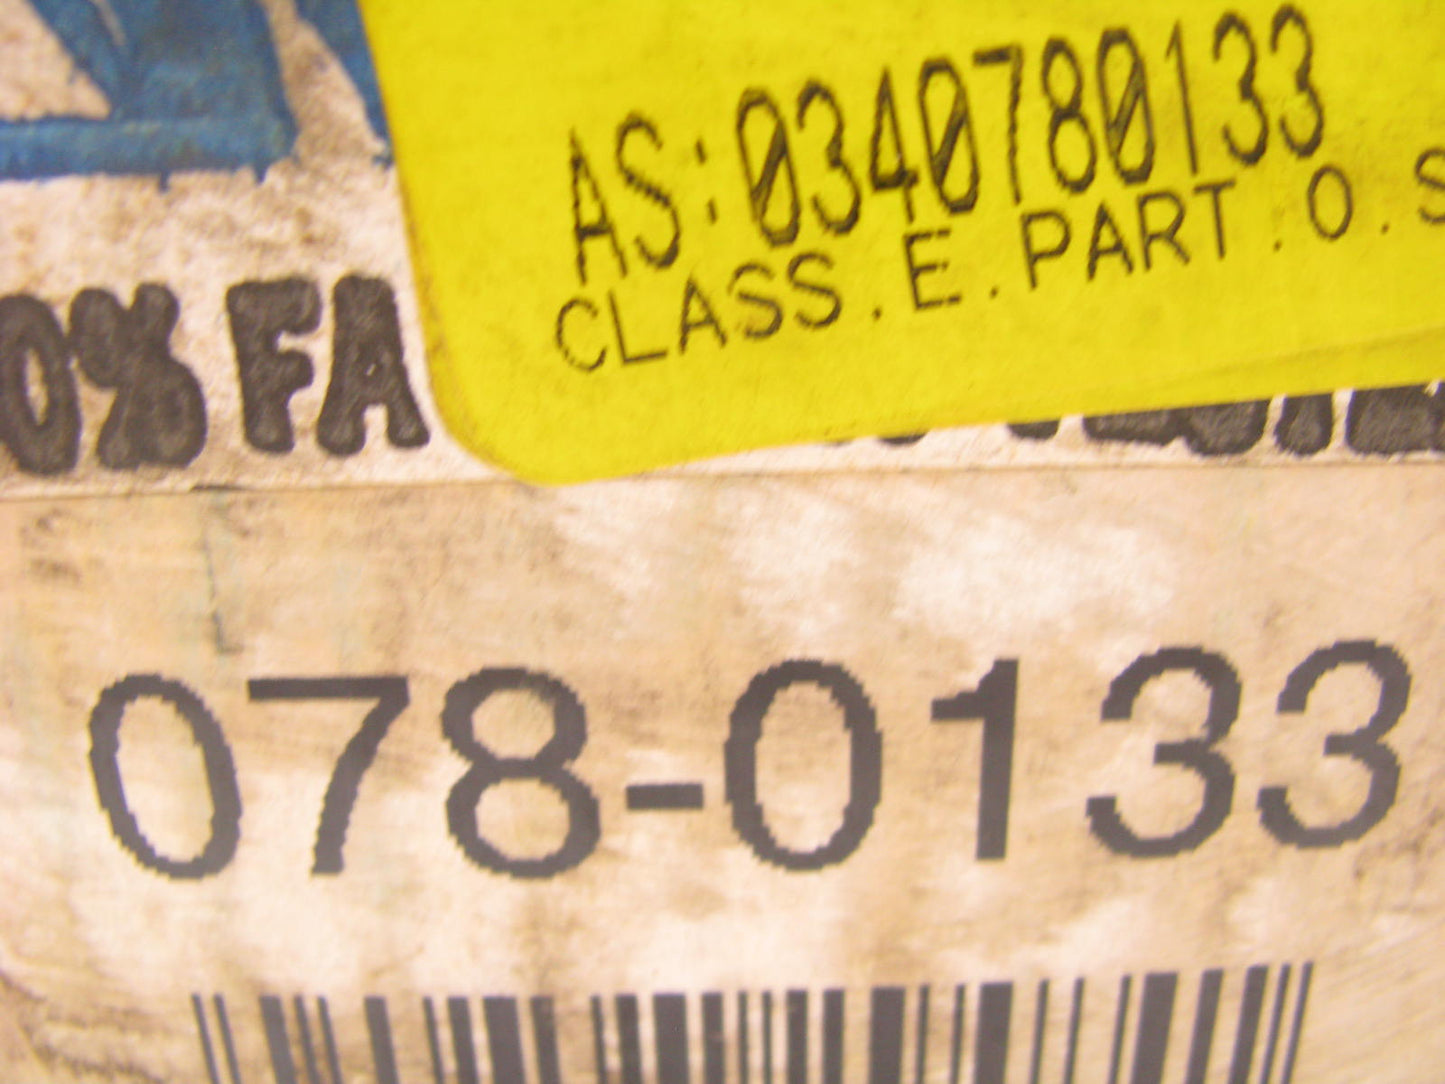 AS:0340780133
CLASS.E.PART.O.S
0% FA
078-0133